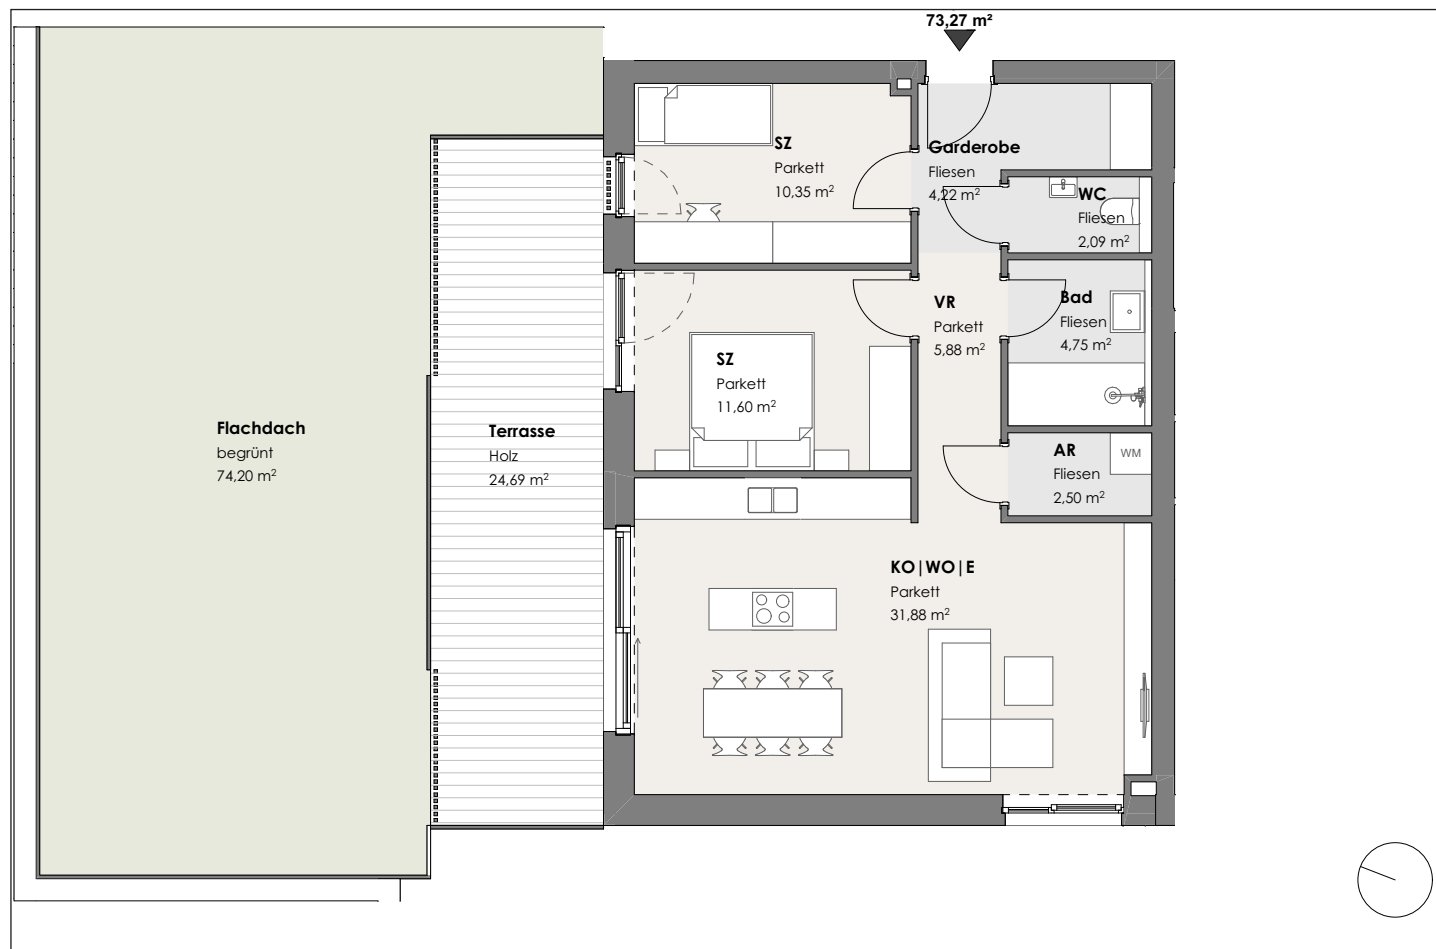 73,27 m²
SZ
Parkett
10,35 m²
Garderobe
Fliesen
4,22 m²
WC
Fliesen
2,09 m²
VR
Parkett
5,88 m²
Bad
Fliesen
4,75 m²
SZ
Parkett
11,60 m²
Flachdach
begrünt
74,20 m²
Terrasse
Holz
24,69 m²
AR
Fliesen
2,50 m²
WM
KO|WO|E
Parkett
31,88 m²